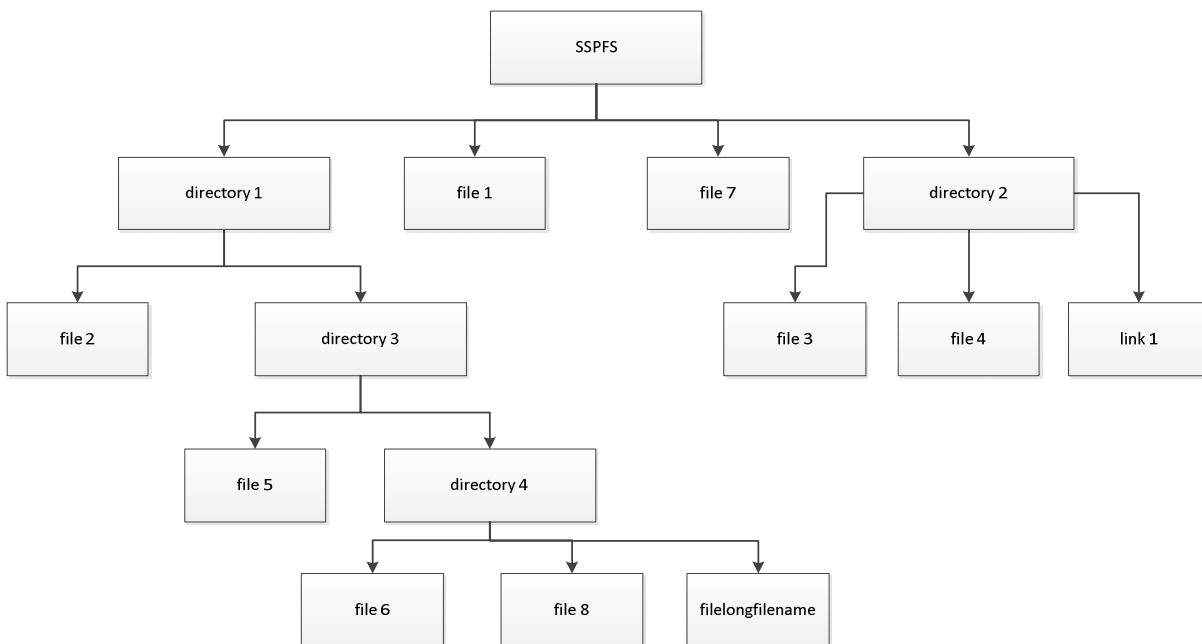 SSPFS
directory 1
file 1
file 7
directory 2
file 2
directory 3
file 3
file 4
link 1
file 5
directory 4
file 6
file 8
filelongfilename